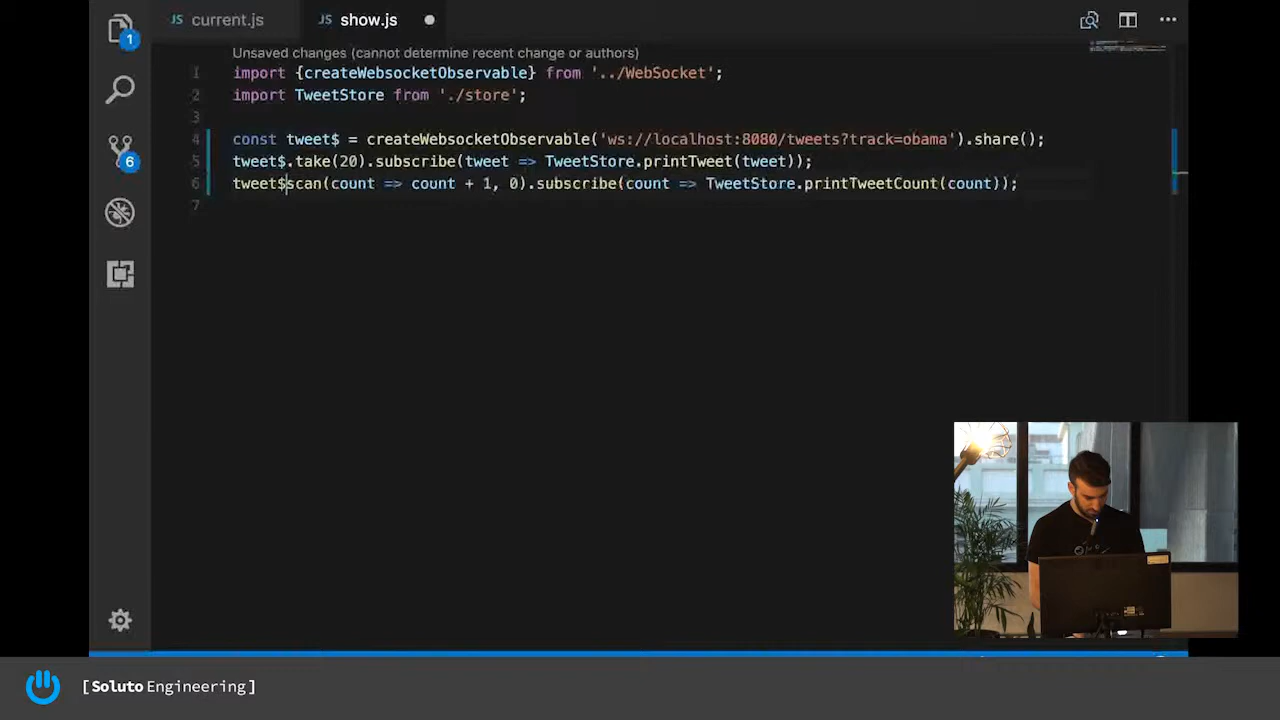 JS current.js JS show.js
1
Unsaved changes (cannot determine recent change or authors)
1 import {createWebsocketObservable} from '../WebSocket';
2 import TweetStore from './store';
3
4 const tweet$ = createWebsocketObservable('ws://localhost:8080/tweets?track=obama').share();
5 tweet$.take(20).subscribe(tweet => TweetStore.printTweet(tweet));
6 tweet$scan(count => count + 1, 0).subscribe(count => TweetStore.printTweetCount(count));
7
6
[SolutoEngineering]